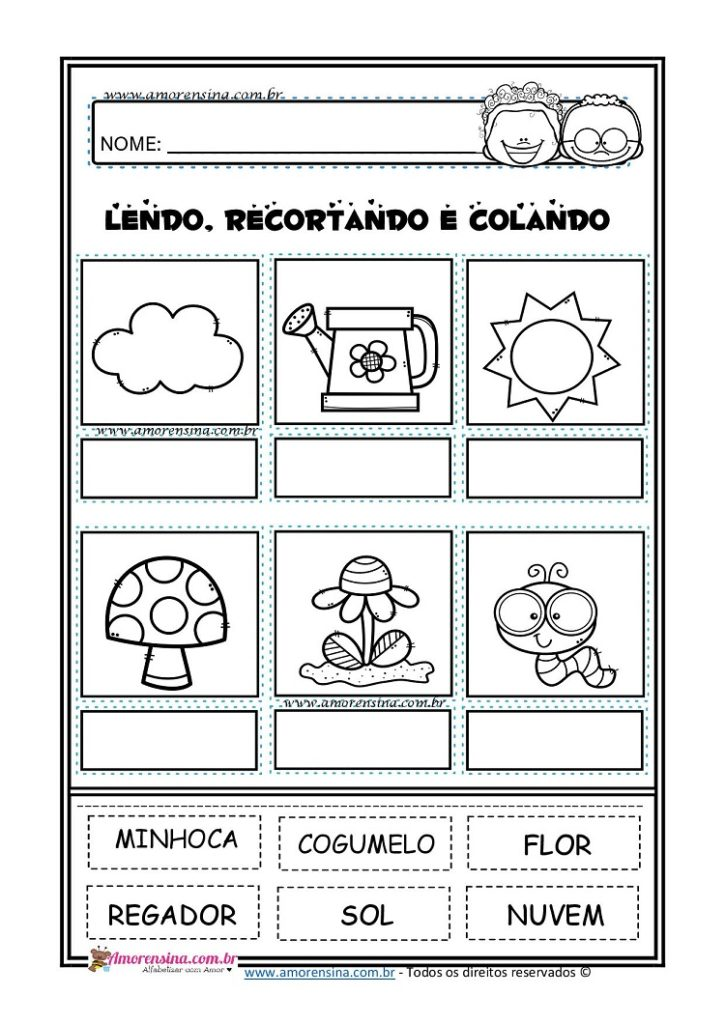 www.amorensina.com.br
NOME: ______________________________
LENDO, RECORTANDO E COLANDO
www.amorensina.com.br
www.amorensina.com.br
MINHOCA COGUMELO FLOR
REGADOR SOL NUVEM
Amorensina.com.br
Alfabetizar com Amor ♥
www.amorensina.com.br - Todos os direitos reservados ©